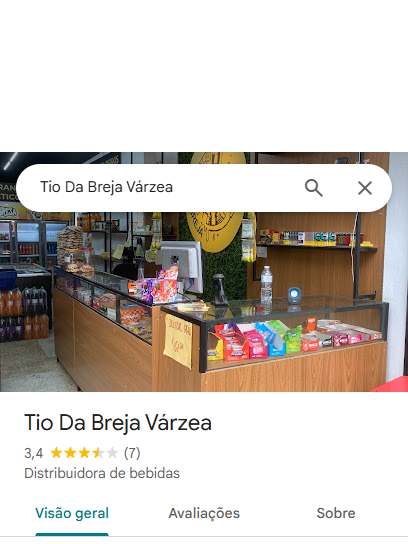 Tio Da Breja Várzea
Tio Da Breja Várzea
3,4 (7)
Distribuidora de bebidas
Visão geral
Avaliações
Sobre